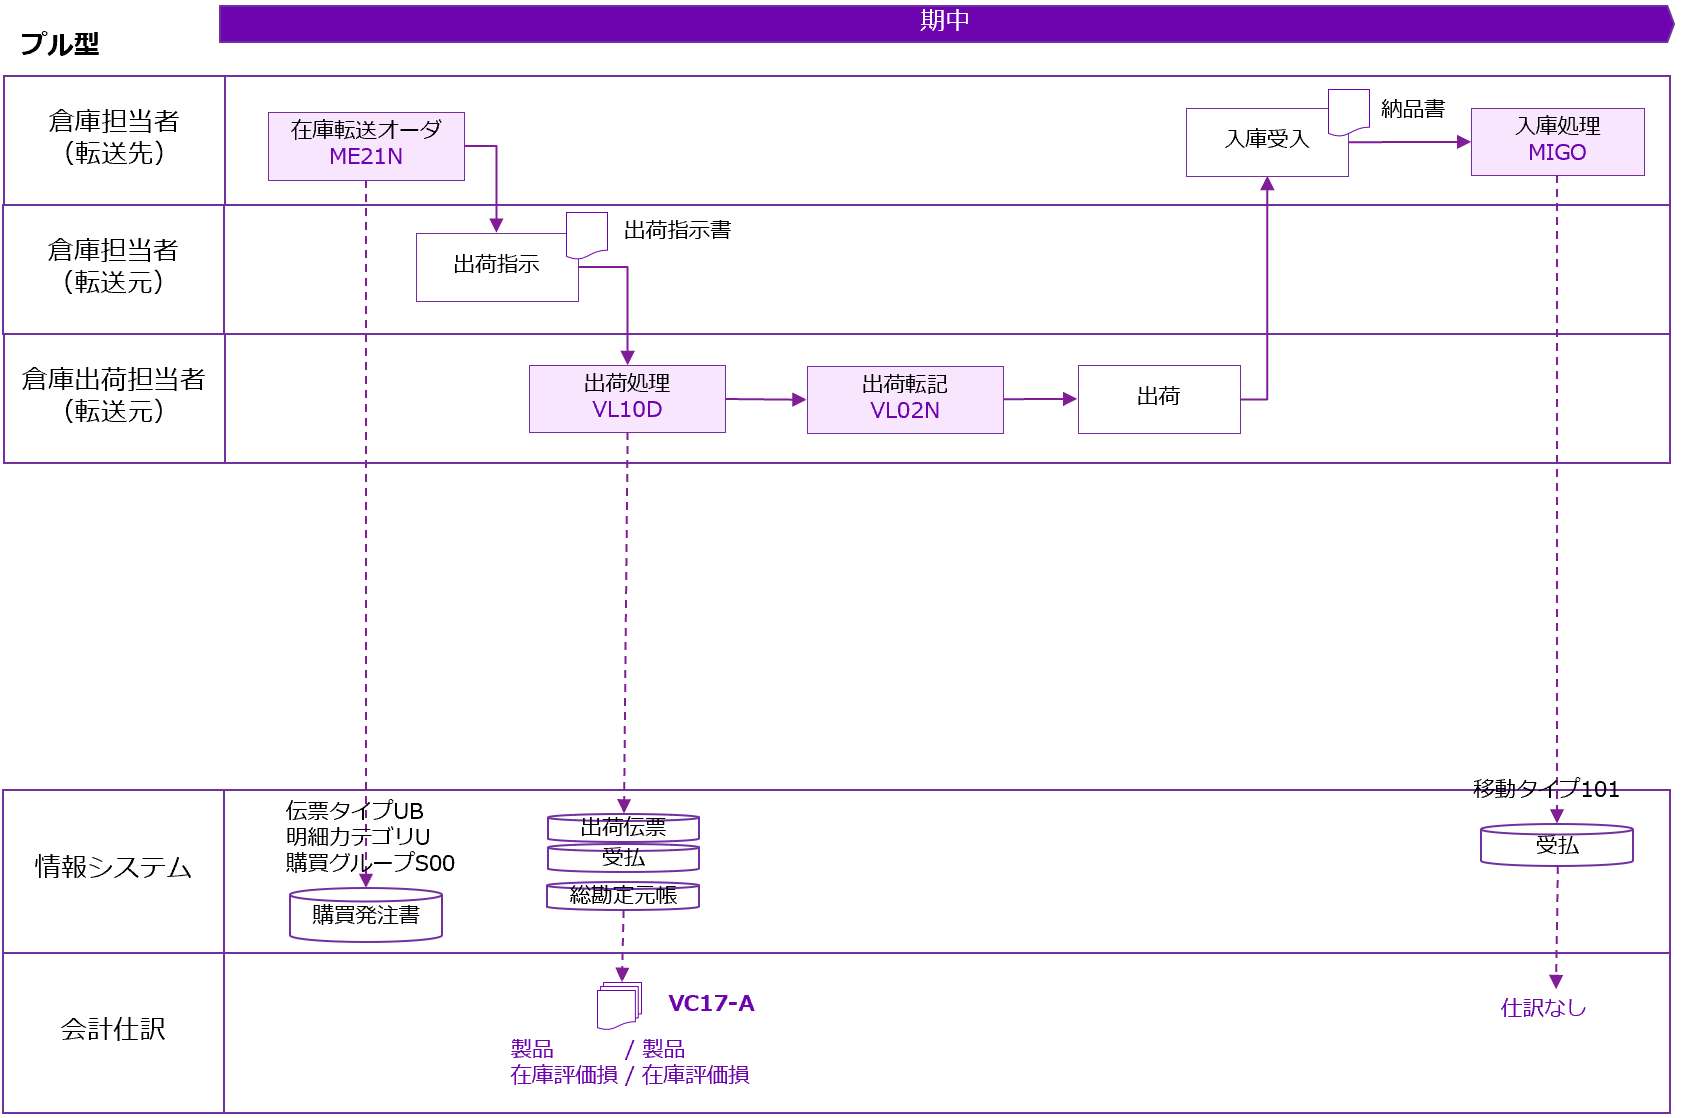 期中
プル型
倉庫担当者
（転送先）
在庫転送オーダ
ME21N
入庫受入
納品書
入庫処理
MIGO
倉庫担当者
（転送元）
出荷指示
出荷指示書
倉庫出荷担当者
（転送元）
出荷処理
VL10D
出荷転記
VL02N
出荷
情報システム
伝票タイプUB
明細カテゴリU
購買グループS00
購買発注書
出荷伝票
受払
総勘定元帳
移動タイプ101
受払
会計仕訳
VC17-A
製品 / 製品
在庫評価損 / 在庫評価損
仕訳なし